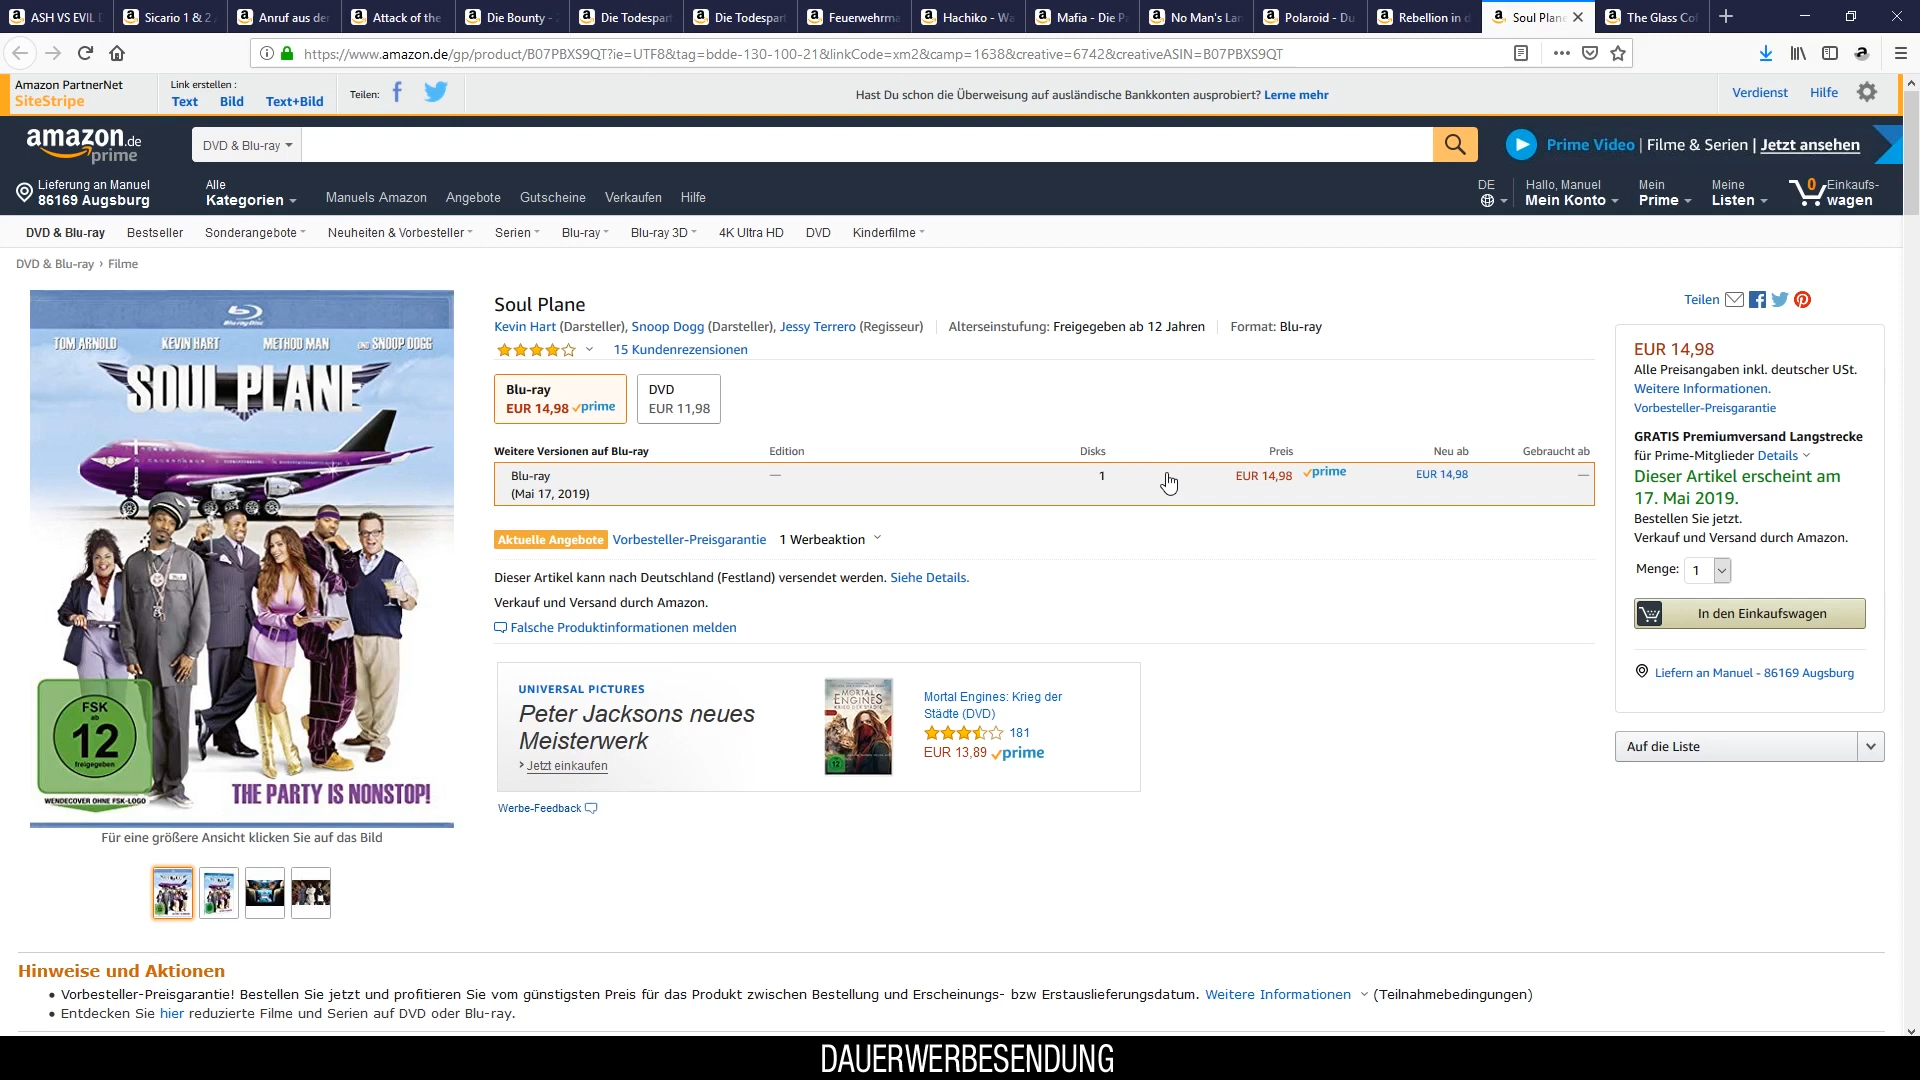 ASH VS EVIL
Sicario 1 & 2
Anruf aus der
Attack of the
Die Bounty -
Die Todespart
Die Todespart
Feuerwehrma
Hachiko - Wa
Mafia - Die Pa
No Man's Lan
Polaroid - Du
Rebellion in d
Soul Plane
The Glass Cof
https://www.amazon.de/gp/product/B07PBXS9QT?ie=UTF8&tag=bdde-130-100-21&linkCode=xm2&camp=1638&creative=6742&creativeASIN=B07PBXS9QT
Amazon PartnerNet
SiteStripe
Link erstellen :
Text Bild Text+Bild
Teilen:
Hast Du schon die Überweisung auf ausländische Bankkonten ausprobiert? Lerne mehr
Verdienst Hilfe
amazon.de
prime
DVD & Blu-ray
Prime Video | Filme & Serien | Jetzt ansehen
Lieferung an Manuel
86169 Augsburg
Alle
Kategorien
Manuels Amazon Angebote Gutscheine Verkaufen Hilfe
DE
Hallo, Manuel
Mein Konto
Mein
Prime
Meine
Listen
0
Einkaufs-
wagen
DVD & Blu-ray Bestseller Sonderangebote Neuheiten & Vorbesteller Serien Blu-ray Blu-ray 3D 4K Ultra HD DVD Kinderfilme
DVD & Blu-ray › Filme
Blu-ray Disc
TOM ARNOLD KEVIN HART METHOD MAN UND SNOOP DOGG
SOUL PLANE
FSK
ab
12
freigegeben
WENDECOVER OHNE FSK-LOGO
THE PARTY IS NONSTOP!
Für eine größere Ansicht klicken Sie auf das Bild
Soul Plane
Kevin Hart (Darsteller), Snoop Dogg (Darsteller), Jessy Terrero (Regisseur) Alterseinstufung: Freigegeben ab 12 Jahren Format: Blu-ray
15 Kundenrezensionen
Blu-ray
EUR 14,98 prime
DVD
EUR 11,98
Weitere Versionen auf Blu-ray Edition Disks Preis Neu ab Gebraucht ab
Blu-ray — 1 EUR 14,98 prime EUR 14,98 —
(Mai 17, 2019)
Aktuelle Angebote Vorbesteller-Preisgarantie 1 Werbeaktion
Dieser Artikel kann nach Deutschland (Festland) versendet werden. Siehe Details.
Verkauf und Versand durch Amazon.
Falsche Produktinformationen melden
UNIVERSAL PICTURES
Peter Jacksons neues
Meisterwerk
› Jetzt einkaufen
MORTAL
ENGINES
12
Mortal Engines: Krieg der
Städte (DVD)
181
EUR 13,89 prime
Werbe-Feedback
Teilen
EUR 14,98
Alle Preisangaben inkl. deutscher USt.
Weitere Informationen.
Vorbesteller-Preisgarantie
GRATIS Premiumversand Langstrecke
für Prime-Mitglieder Details
Dieser Artikel erscheint am
17. Mai 2019.
Bestellen Sie jetzt.
Verkauf und Versand durch Amazon.
Menge: 1
In den Einkaufswagen
Liefern an Manuel - 86169 Augsburg
Auf die Liste
Hinweise und Aktionen
• Vorbesteller-Preisgarantie! Bestellen Sie jetzt und profitieren Sie vom günstigsten Preis für das Produkt zwischen Bestellung und Erscheinungs- bzw Erstauslieferungsdatum. Weitere Informationen (Teilnahmebedingungen)
• Entdecken Sie hier reduzierte Filme und Serien auf DVD oder Blu-ray.
DAUERWERBESENDUNG